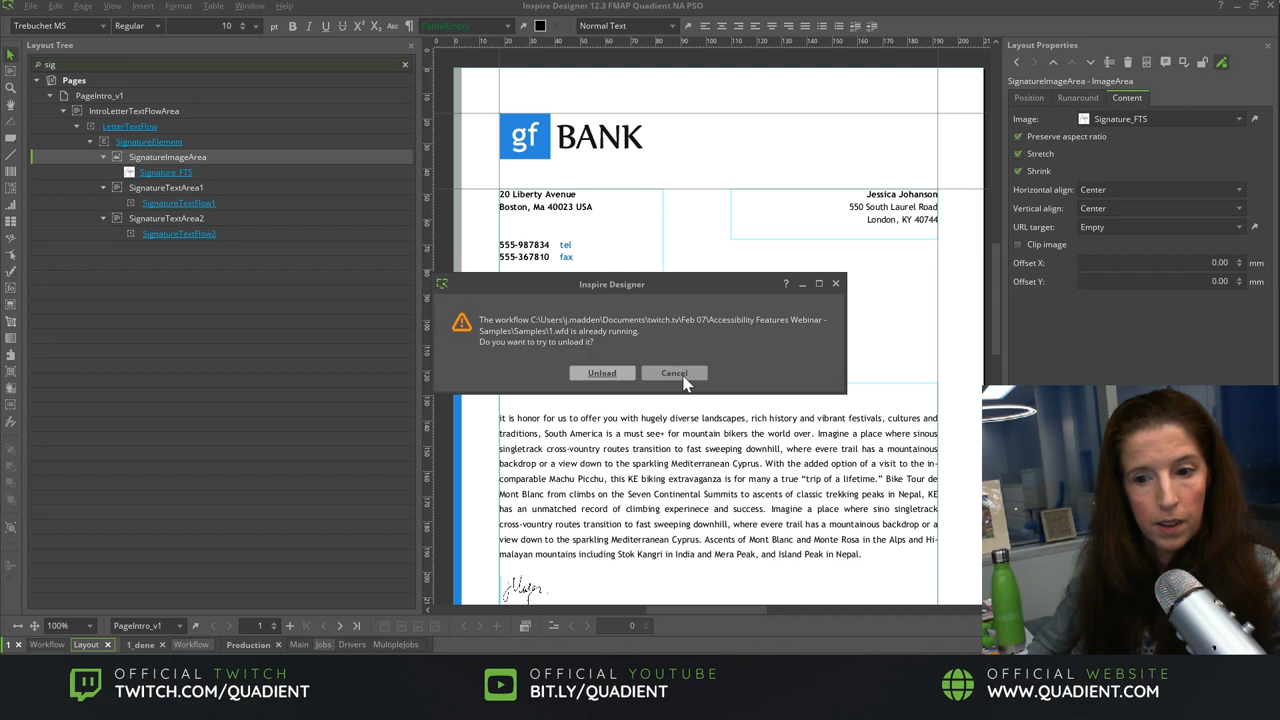 File Edit Page Insert Format Table Window Help
Inspire Designer 12.3 FMAP Quadient NA PSO
Trebuchet MS Regular 10 pt B I U X² X₂ Abc ¶ PartialEmpty Normal Text
Layout Tree
sig
Pages
PageIntro_v1
IntroLetterTextFlowArea
LetterTextFlow
SignatureElement
SignatureImageArea
Signature_FTS
SignatureTextArea1
SignatureTextFlow1
SignatureTextArea2
SignatureTextFlow2
gf BANK
20 Liberty Avenue
Boston, Ma 40023 USA
555-987834 tel
555-367810 fax
Jessica Johanson
550 South Laurel Road
London, KY 40744
Inspire Designer
The workflow C:\Users\j.madden\Documents\twitch.tv\Feb 07\Accessibility Features Webinar -
Samples\Samples\1.wfd is already running.
Do you want to try to unload it?
Unload Cancel
it is honor for us to offer you with hugely diverse landscapes, rich history and vibrant festivals, cultures and
traditions, South America is a must see+ for mountain bikers the world over. Imagine a place where sinous
singletrack cross-vountry routes transition to fast sweeping downhill, where evere trail has a mountainous
backdrop or a view down to the sparkling Mediterranean Cyprus. With the added option of a visit to the in-
comparable Machu Picchu, this KE biking extravaganza is for many a true “trip of a lifetime.” Bike Tour de
Mont Blanc from climbs on the Seven Continental Summits to ascents of classic trekking peaks in Nepal, KE
has an unmatched record of climbing experinece and success. Imagine a place where sino singletrack
cross-vountry routes transition to fast sweeping downhill, where evere trail has a mountainous backdrop or a
view down to the sparkling Mediterranean Cyprus. Ascents of Mont Blanc and Monte Rosa in the Alps and Hi-
malayan mountains including Stok Kangri in India and Mera Peak, and Island Peak in Nepal.
Layout Properties
SignatureImageArea - ImageArea
Position Runaround Content
Image: Signature_FTS
Preserve aspect ratio
Stretch
Shrink
Horizontal align: Center
Vertical align: Center
URL target: Empty
Clip image
Offset X: 0.00 mm
Offset Y: 0.00 mm
100% PageIntro_v1 1 0
1 Workflow Layout 1_done Workflow Production Main Jobs Drivers MultipleJobs
OFFICIAL TWITCH
TWITCH.COM/QUADIENT
OFFICIAL YOUTUBE
BIT.LY/QUADIENT
OFFICIAL WEBSITE
WWW.QUADIENT.COM